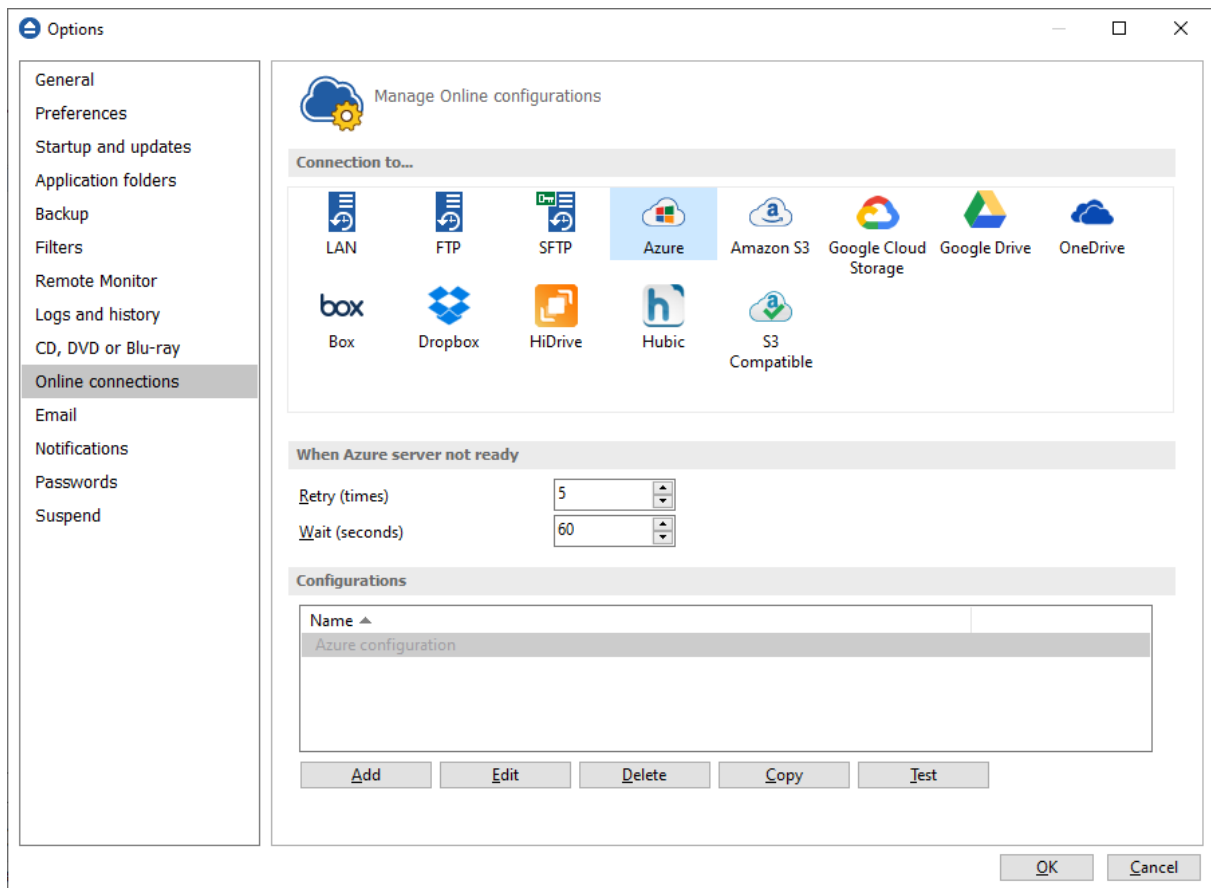 Options
General
Preferences
Startup and updates
Application folders
Backup
Filters
Remote Monitor
Logs and history
CD, DVD or Blu-ray
Online connections
Email
Notifications
Passwords
Suspend
Manage Online configurations
Connection to...
LAN FTP SFTP Azure Amazon S3 Google Cloud Google Drive OneDrive
Storage
box
Box Dropbox HiDrive Hubic S3
Compatible
When Azure server not ready
Retry (times) 5
Wait (seconds) 60
Configurations
Name
Azure configuration
Add Edit Delete Copy Test
OK Cancel